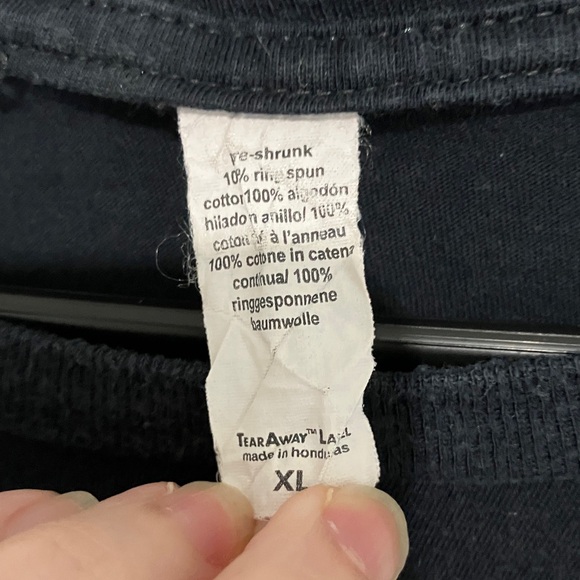 re-shrunk
10% ring spun
cotton 100% algodón
hilado n anillo/ 100%
coton à l'anneau
100% cotone in catena
continua/ 100%
ringgesponnene
baumwolle
TEARAWAY™ LABEL
made in honduras
XL